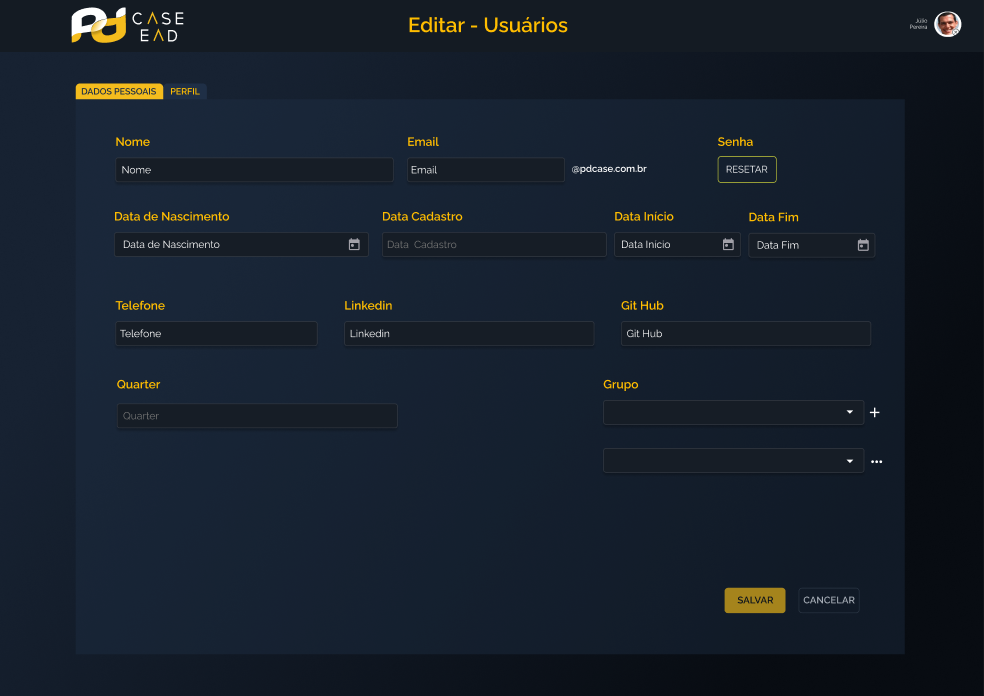 Pd CASE
EAD
Editar - Usuários
Júlio
Pereira
DADOS PESSOAIS PERFIL
Nome Email Senha
Nome Email @pdcase.com.br RESETAR
Data de Nascimento Data Cadastro Data Início Data Fim
Data de Nascimento Data Cadastro Data Inicio Data Fim
Telefone Linkedin Git Hub
Telefone Linkedin Git Hub
Quarter Grupo
Quarter +
...
SALVAR CANCELAR